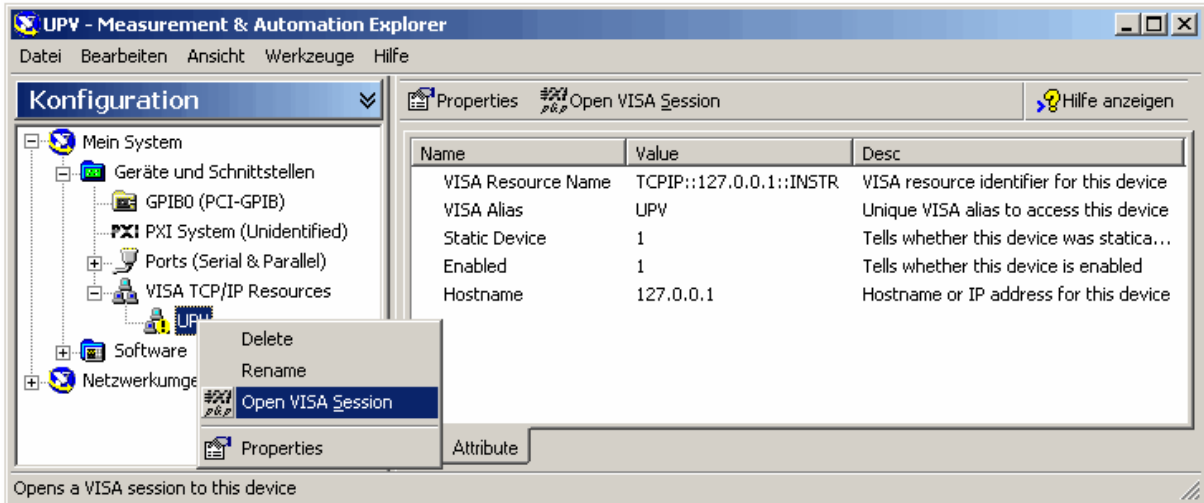 UPV - Measurement & Automation Explorer
Datei Bearbeiten Ansicht Werkzeuge Hilfe
Konfiguration
Mein System
Geräte und Schnittstellen
GPIB0 (PCI-GPIB)
PXI PXI System (Unidentified)
Ports (Serial & Parallel)
VISA TCP/IP Resources
UPV
Software
Netzwerkumge
Delete
Rename
Open VISA Session
Properties
Properties Open VISA Session Hilfe anzeigen
Name Value Desc
VISA Resource Name TCPIP::127.0.0.1::INSTR VISA resource identifier for this device
VISA Alias UPV Unique VISA alias to access this device
Static Device 1 Tells whether this device was statica...
Enabled 1 Tells whether this device is enabled
Hostname 127.0.0.1 Hostname or IP address for this device
Attribute
Opens a VISA session to this device